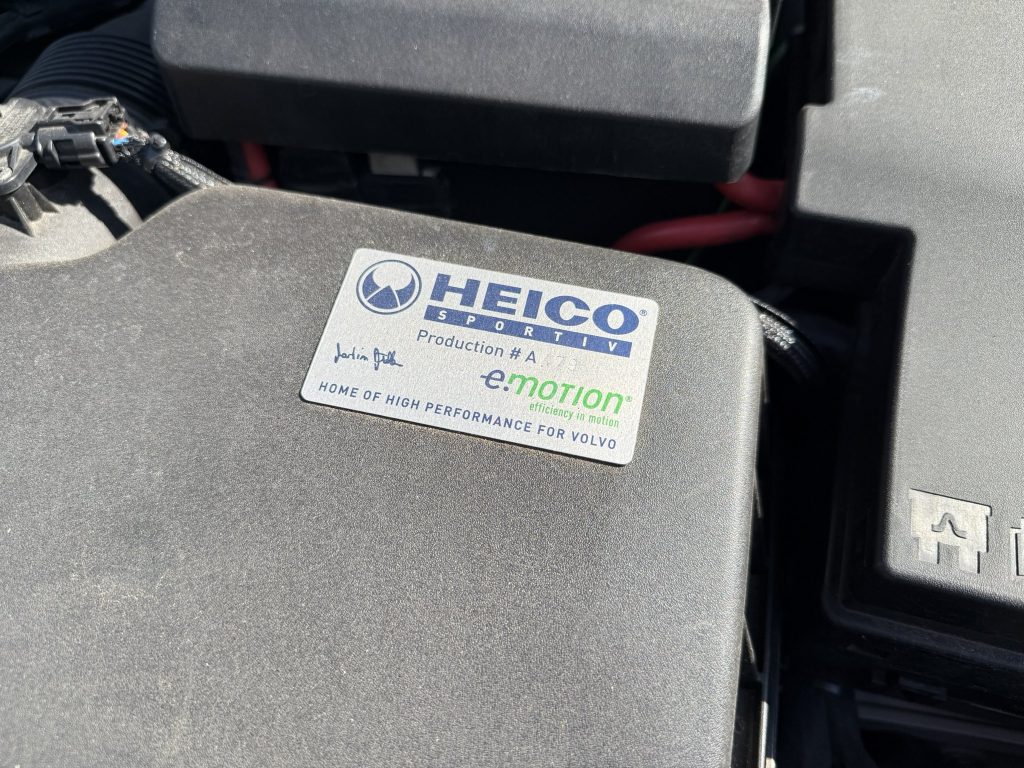 HEICO®
SPORTIV
Production # A
e.MOTION®
efficiency in motion
HOME OF HIGH PERFORMANCE FOR VOLVO